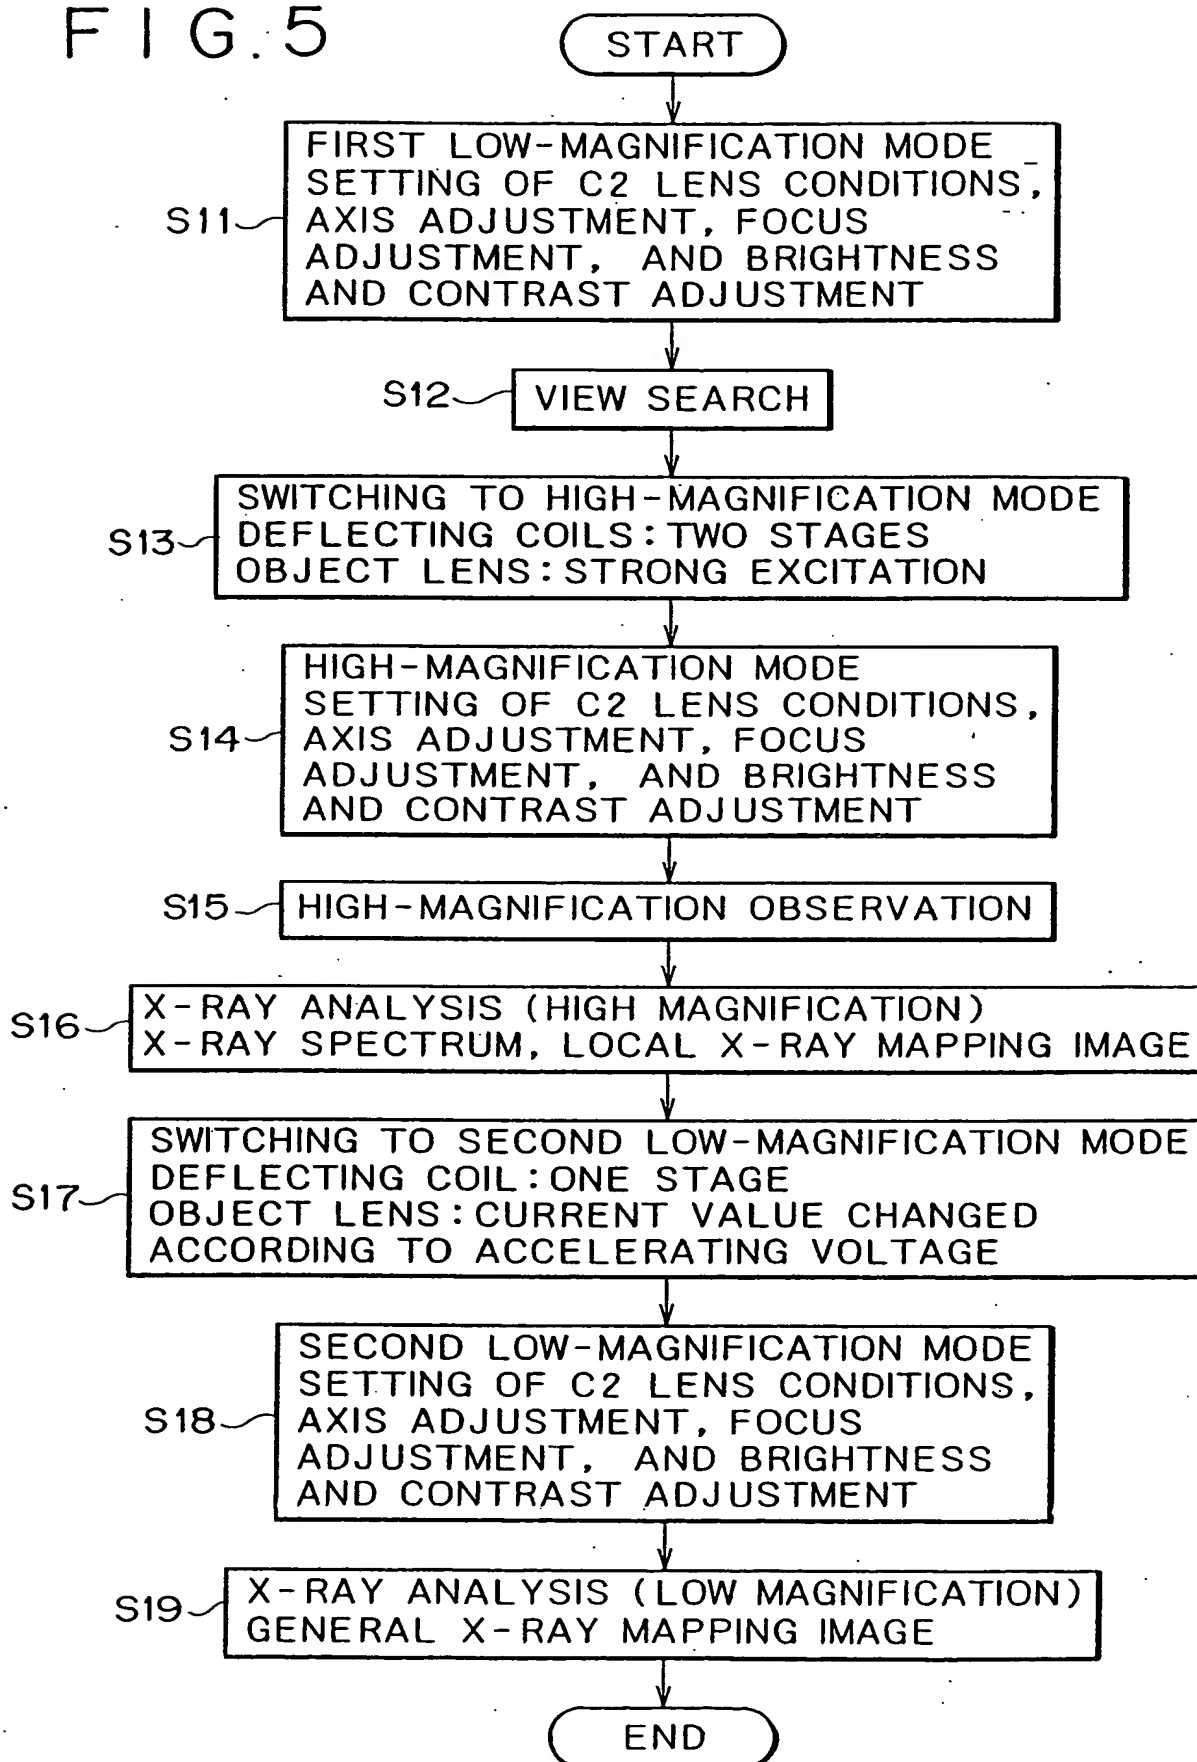 FIG.5
START
S11
FIRST LOW-MAGNIFICATION MODE
SETTING OF C2 LENS CONDITIONS,
AXIS ADJUSTMENT, FOCUS
ADJUSTMENT, AND BRIGHTNESS
AND CONTRAST ADJUSTMENT
S12
VIEW SEARCH
S13
SWITCHING TO HIGH-MAGNIFICATION MODE
DEFLECTING COILS:TWO STAGES
OBJECT LENS:STRONG EXCITATION
S14
HIGH-MAGNIFICATION MODE
SETTING OF C2 LENS CONDITIONS,
AXIS ADJUSTMENT, FOCUS
ADJUSTMENT, AND BRIGHTNESS
AND CONTRAST ADJUSTMENT
S15
HIGH-MAGNIFICATION OBSERVATION
S16
X-RAY ANALYSIS (HIGH MAGNIFICATION)
X-RAY SPECTRUM, LOCAL X-RAY MAPPING IMAGE
S17
SWITCHING TO SECOND LOW-MAGNIFICATION MODE
DEFLECTING COIL:ONE STAGE
OBJECT LENS:CURRENT VALUE CHANGED
ACCORDING TO ACCELERATING VOLTAGE
S18
SECOND LOW-MAGNIFICATION MODE
SETTING OF C2 LENS CONDITIONS,
AXIS ADJUSTMENT, FOCUS
ADJUSTMENT, AND BRIGHTNESS
AND CONTRAST ADJUSTMENT
S19
X-RAY ANALYSIS (LOW MAGNIFICATION)
GENERAL X-RAY MAPPING IMAGE
END